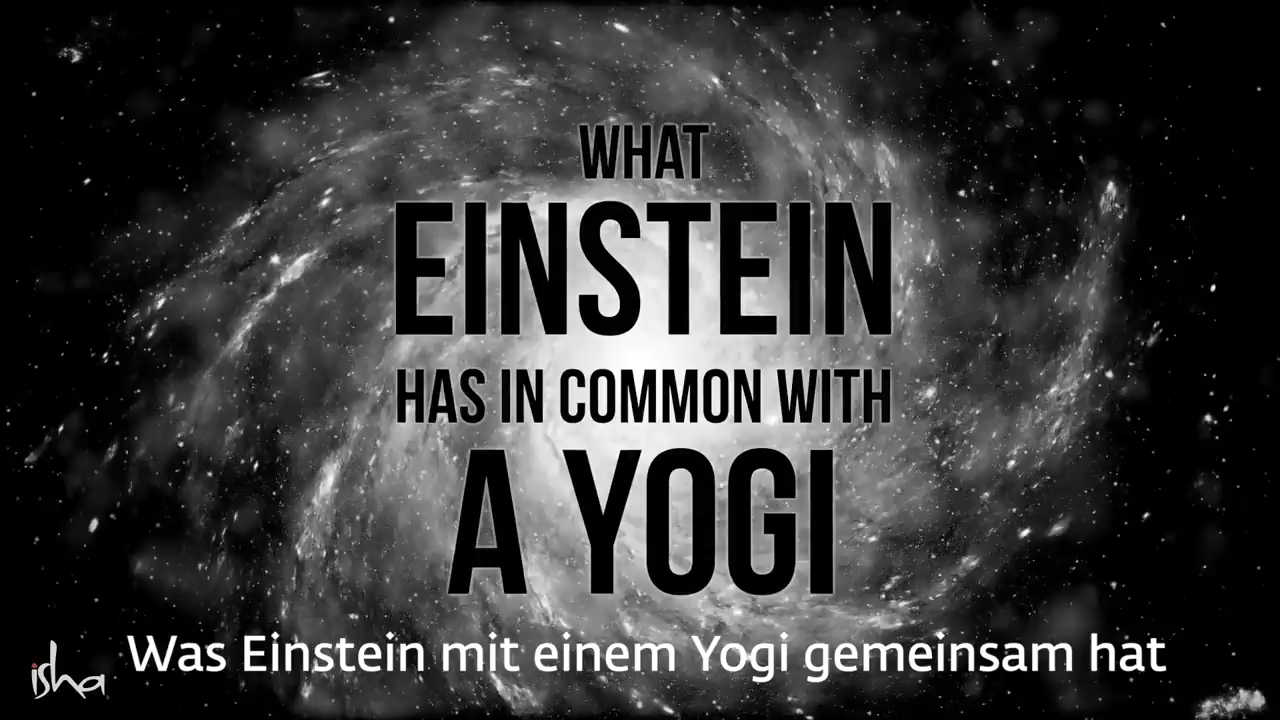 WHAT
EINSTEIN
HAS IN COMMON WITH
A YOGI
Was Einstein mit einem Yogi gemeinsam hat
isha